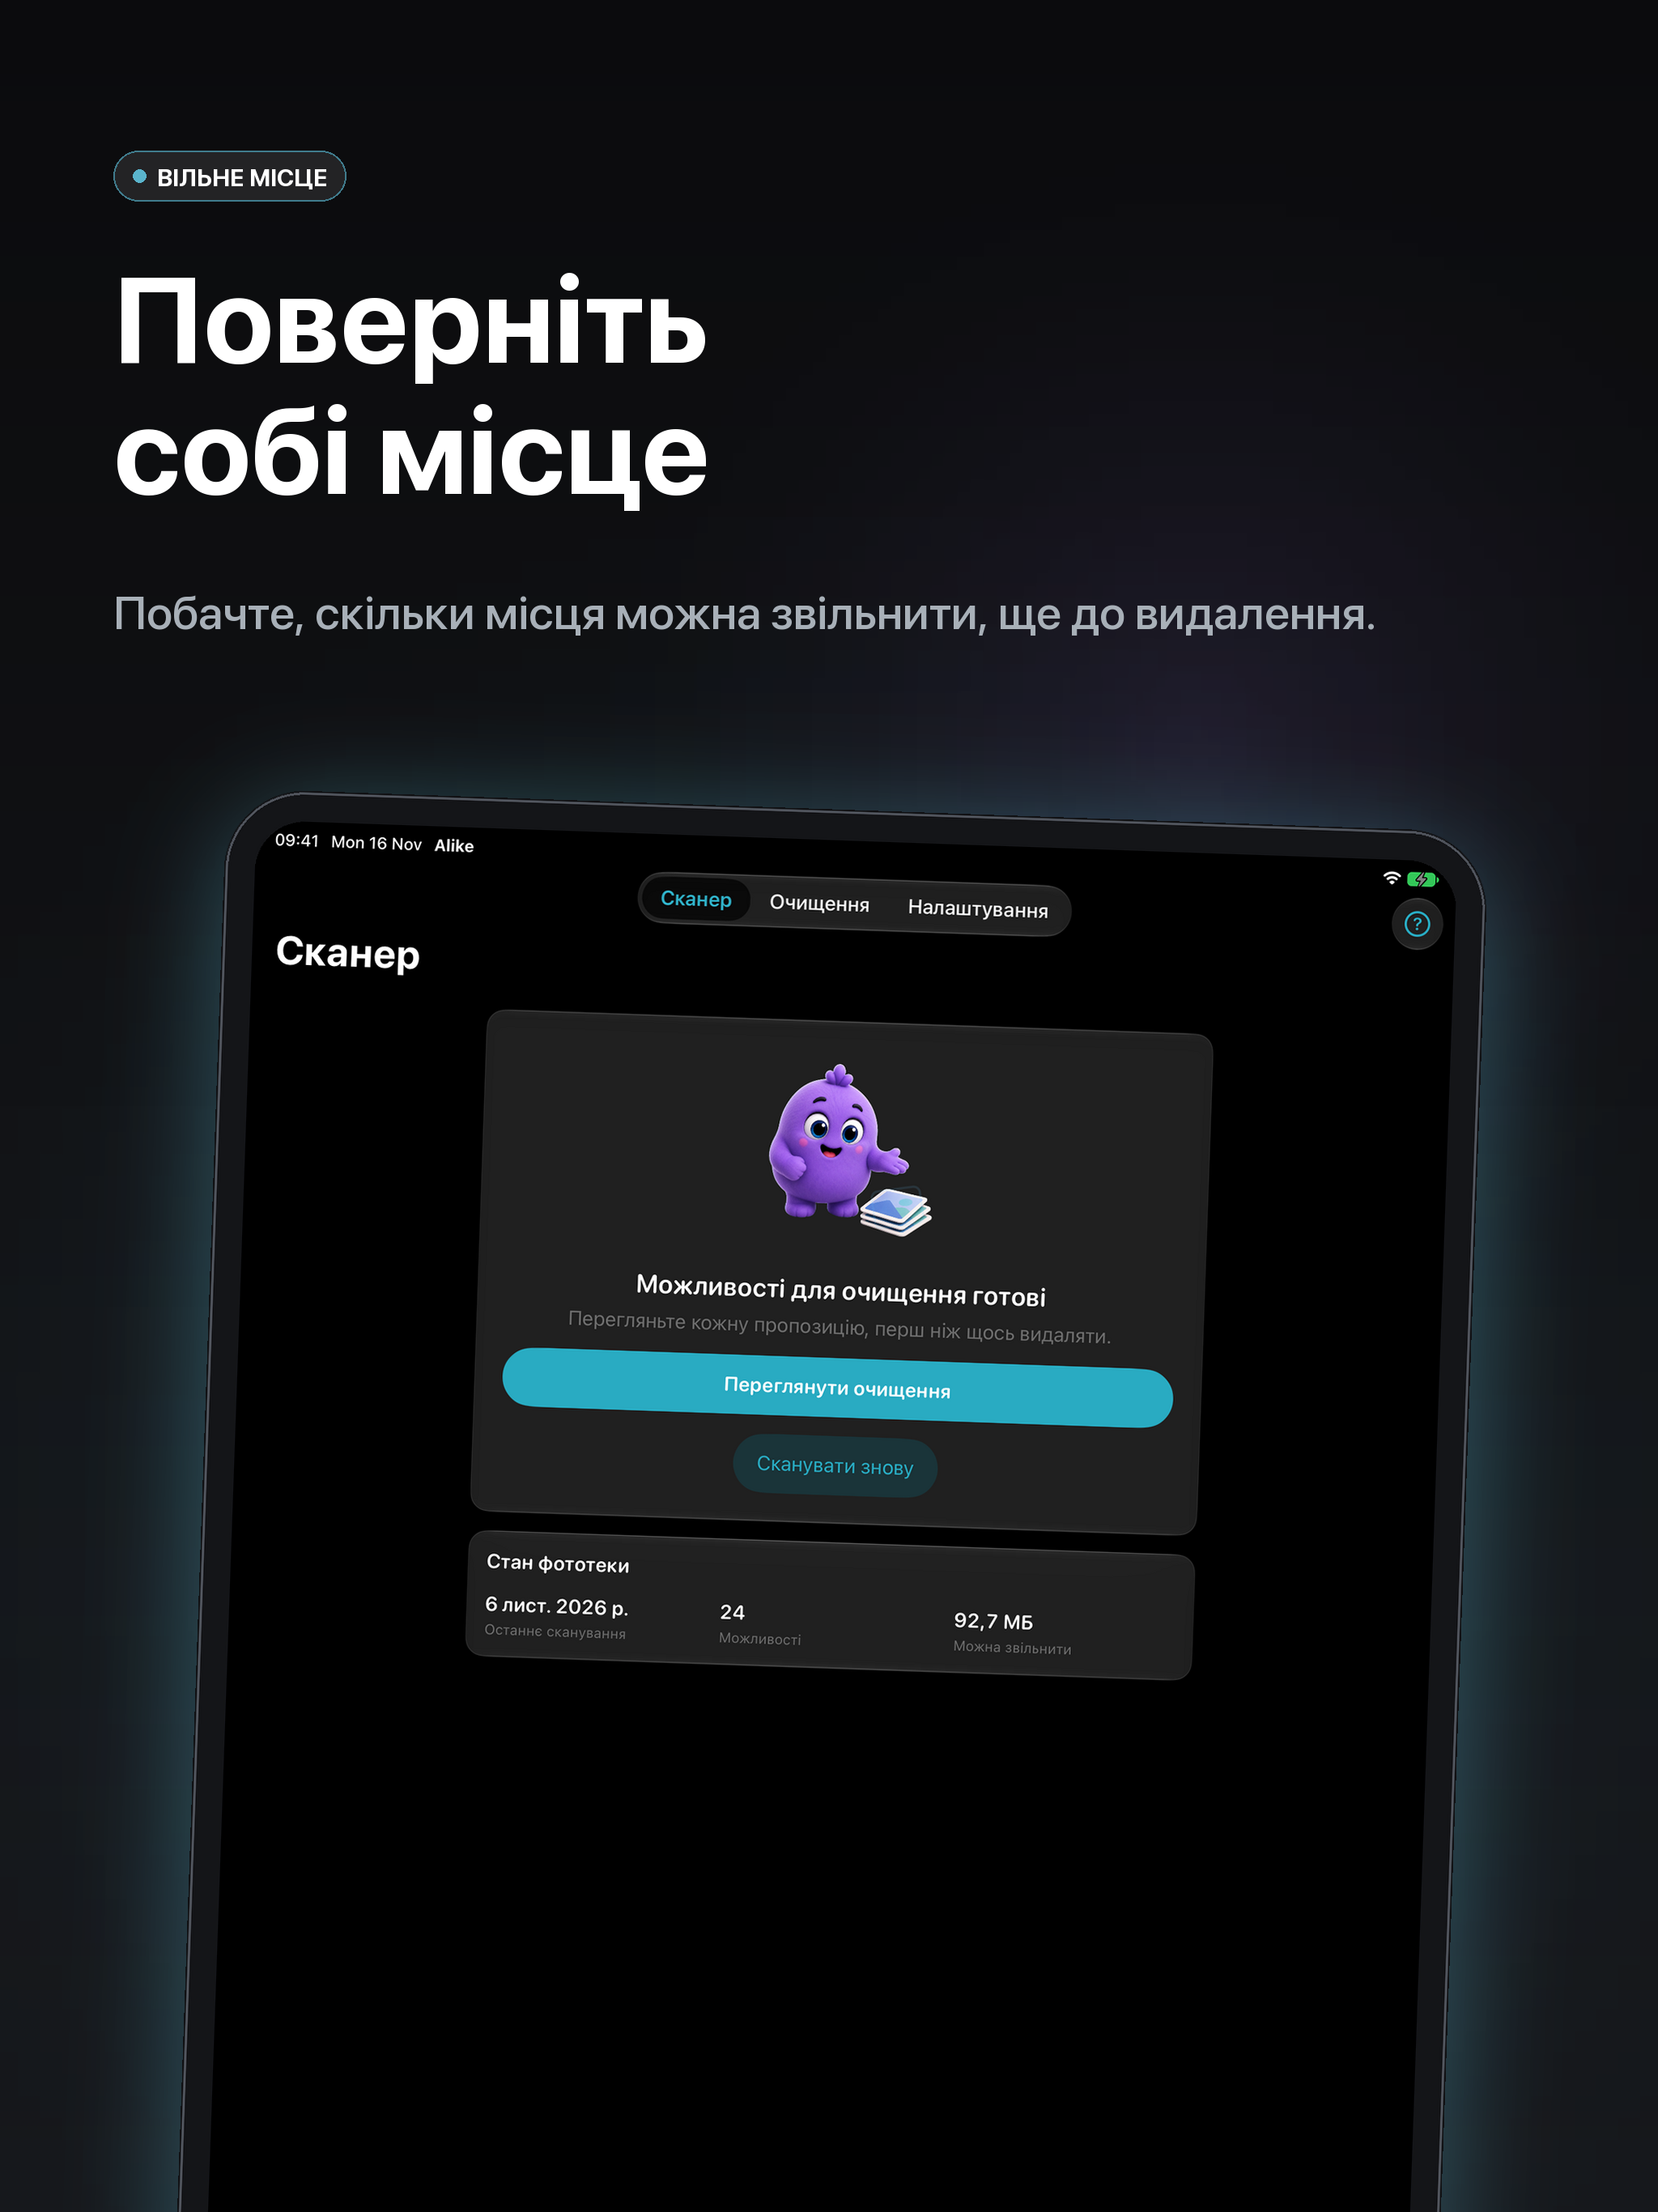 ВІЛЬНЕ МІСЦЕ
Поверніть
собі місце
Побачте, скільки місця можна звільнити, ще до видалення.
09:41 Mon 16 Nov Alike
Сканер Очищення Налаштування
?
Сканер
Можливості для очищення готові
Перегляньте кожну пропозицію, перш ніж щось видаляти.
Переглянути очищення
Сканувати знову
Стан фототеки
6 лист. 2026 р. 24 92,7 МБ
Останнє сканування Можливості Можна звільнити